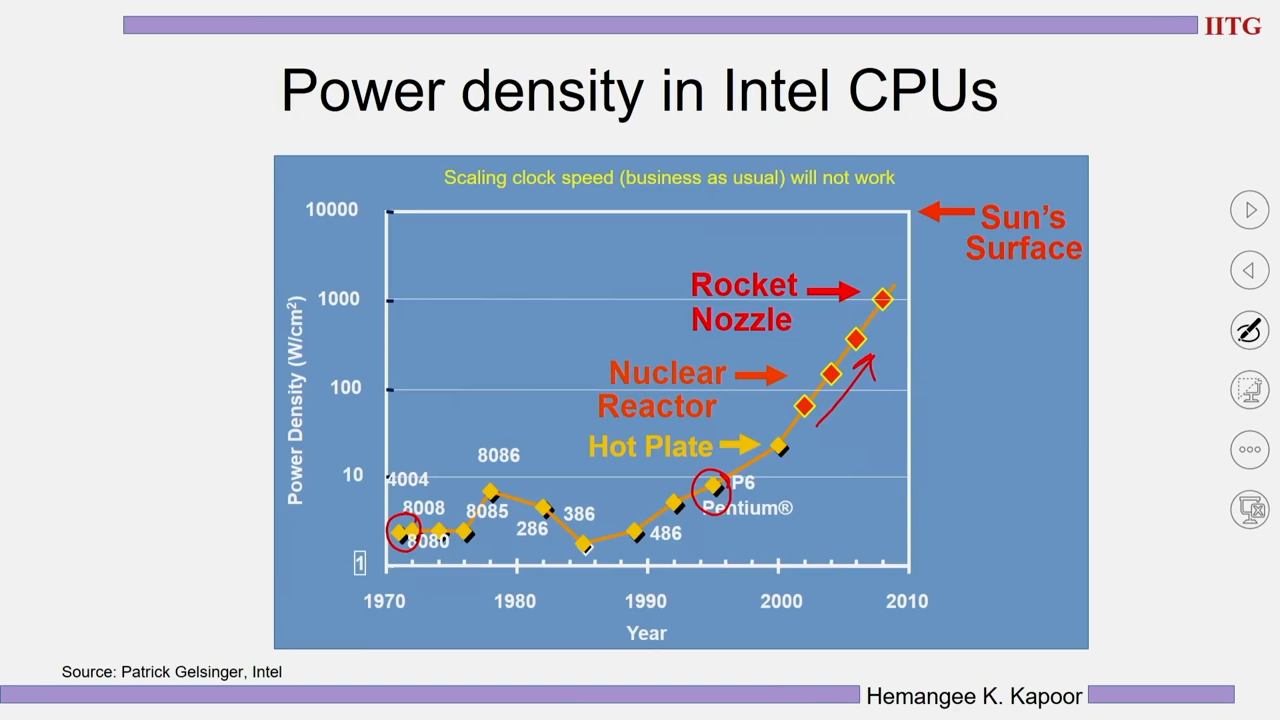 IITG
Power density in Intel CPUs
Scaling clock speed (business as usual) will not work
10000
1000
100
10
1
Power Density (W/cm²)
Sun's
Surface
Rocket
Nozzle
Nuclear
Reactor
Hot Plate
4004
8008
8080
8086
8085
286
386
486
P6
Pentium®
1970
1980
1990
2000
2010
Year
Source: Patrick Gelsinger, Intel
Hemangee K. Kapoor